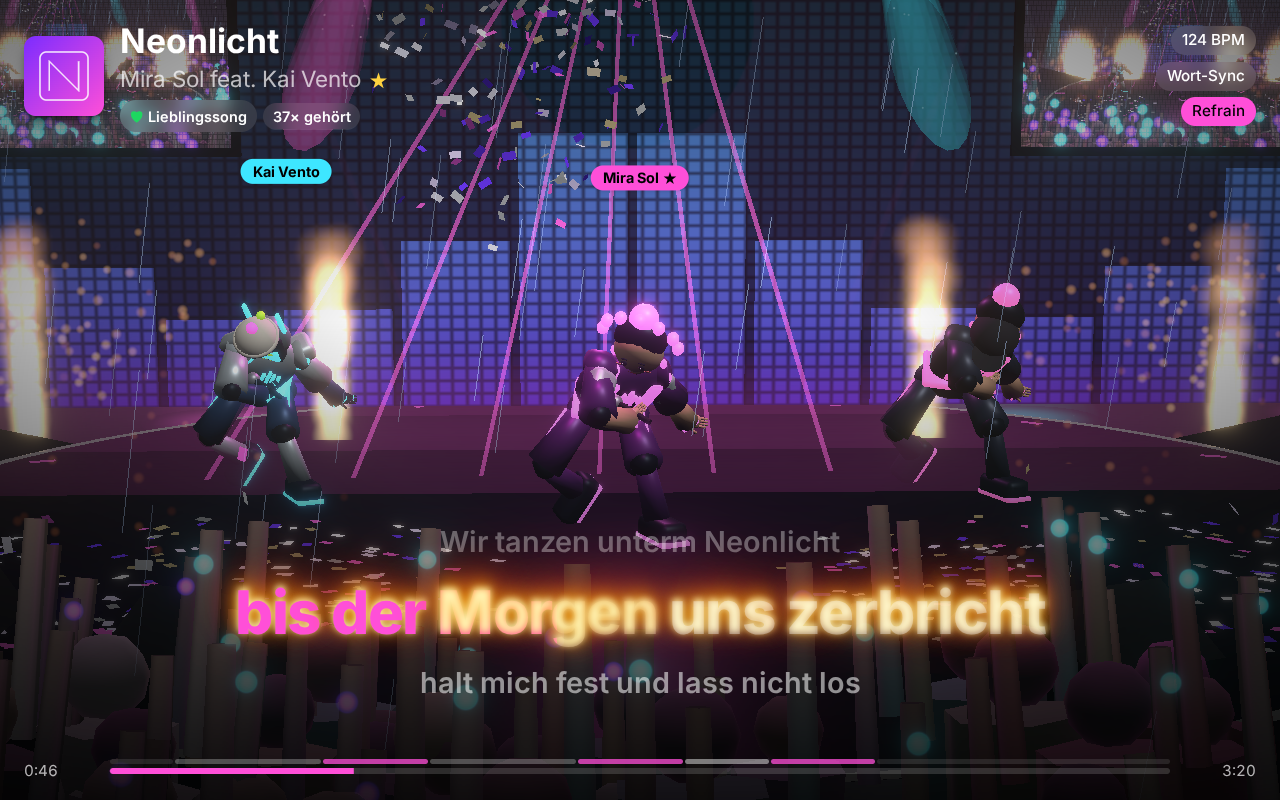 Neonlicht
Mira Sol feat. Kai Vento ★
Lieblingssong
37× gehört
124 BPM
Wort-Sync
Refrain
N
Kai Vento
Mira Sol ★
Wir tanzen unterm Neonlicht
bis der Morgen uns zerbricht
halt mich fest und lass nicht los
0:46
3:20